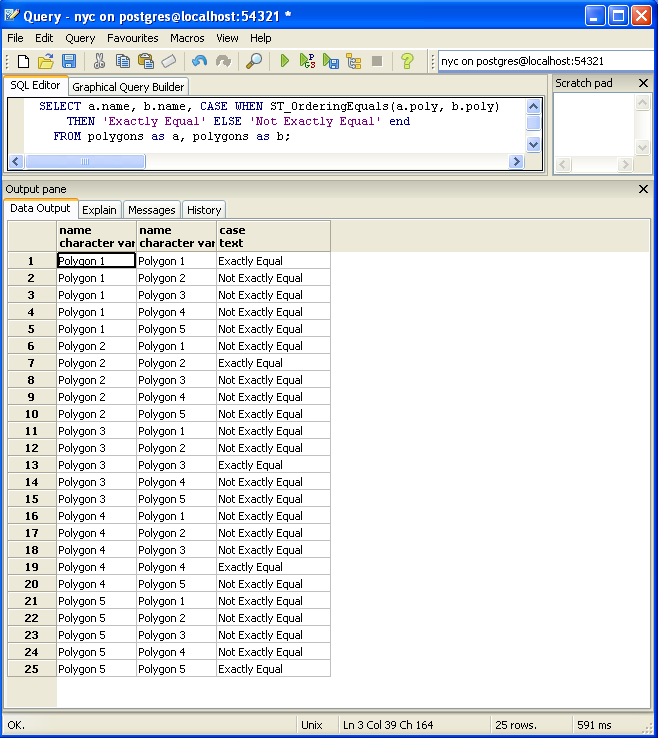 Query - nyc on postgres@localhost:54321 *
File Edit Query Favourites Macros View Help
nyc on postgres@localhost:54321
SQL Editor Graphical Query Builder
Scratch pad
SELECT a.name, b.name, CASE WHEN ST_OrderingEquals(a.poly, b.poly)
THEN 'Exactly Equal' ELSE 'Not Exactly Equal' end
FROM polygons as a, polygons as b;
Output pane
Data Output Explain Messages History
name name case
character var character var text
1 Polygon 1 Polygon 1 Exactly Equal
2 Polygon 1 Polygon 2 Not Exactly Equal
3 Polygon 1 Polygon 3 Not Exactly Equal
4 Polygon 1 Polygon 4 Not Exactly Equal
5 Polygon 1 Polygon 5 Not Exactly Equal
6 Polygon 2 Polygon 1 Not Exactly Equal
7 Polygon 2 Polygon 2 Exactly Equal
8 Polygon 2 Polygon 3 Not Exactly Equal
9 Polygon 2 Polygon 4 Not Exactly Equal
10 Polygon 2 Polygon 5 Not Exactly Equal
11 Polygon 3 Polygon 1 Not Exactly Equal
12 Polygon 3 Polygon 2 Not Exactly Equal
13 Polygon 3 Polygon 3 Exactly Equal
14 Polygon 3 Polygon 4 Not Exactly Equal
15 Polygon 3 Polygon 5 Not Exactly Equal
16 Polygon 4 Polygon 1 Not Exactly Equal
17 Polygon 4 Polygon 2 Not Exactly Equal
18 Polygon 4 Polygon 3 Not Exactly Equal
19 Polygon 4 Polygon 4 Exactly Equal
20 Polygon 4 Polygon 5 Not Exactly Equal
21 Polygon 5 Polygon 1 Not Exactly Equal
22 Polygon 5 Polygon 2 Not Exactly Equal
23 Polygon 5 Polygon 3 Not Exactly Equal
24 Polygon 5 Polygon 4 Not Exactly Equal
25 Polygon 5 Polygon 5 Exactly Equal
OK. Unix Ln 3 Col 39 Ch 164 25 rows. 591 ms